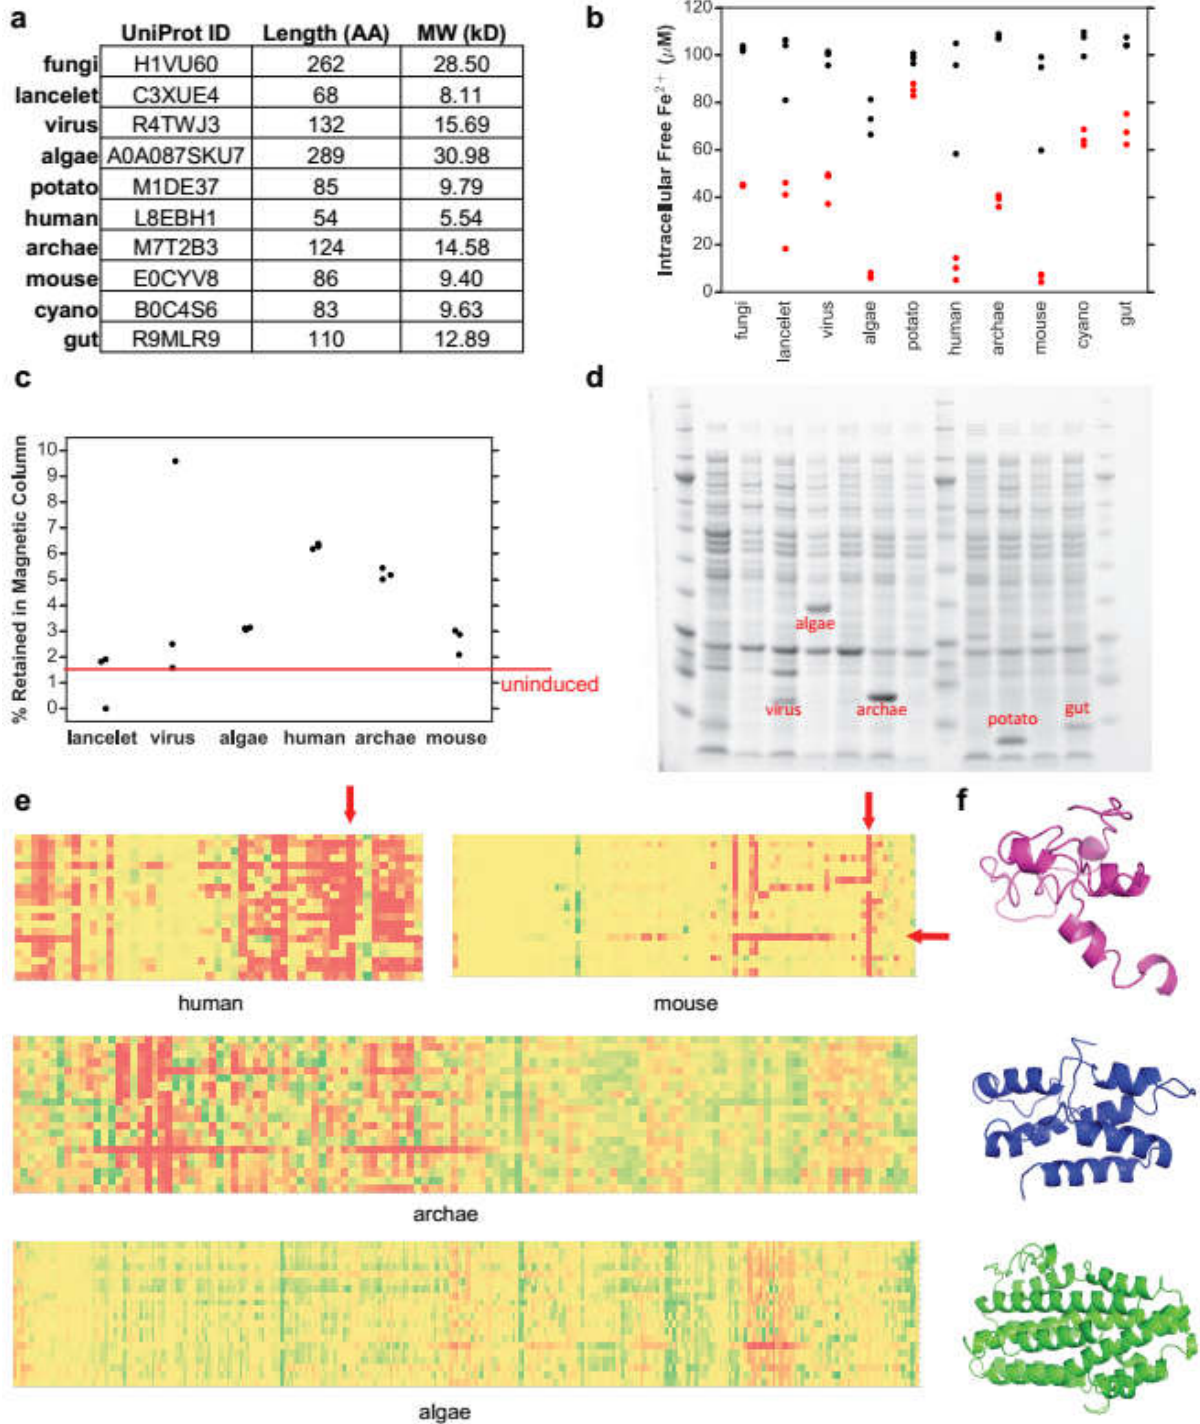 a
UniProt ID Length (AA) MW (kD)
fungi H1VU60 262 28.50
lancelet C3XUE4 68 8.11
virus R4TWJ3 132 15.69
algae A0A087SKU7 289 30.98
potato M1DE37 85 9.79
human L8EBH1 54 5.54
archae M7T2B3 124 14.58
mouse E0CYV8 86 9.40
cyano B0C4S6 83 9.63
gut R9MLR9 110 12.89
b
Intracellular Free Fe²⁺ (μM)
120
100
80
60
40
20
0
fungi lancelet virus algae potato human archae mouse cyano gut
c
% Retained in Magnetic Column
10
9
8
7
6
5
4
3
2
1
0
uninduced
lancelet virus algae human archae mouse
d
algae
virus archae potato gut
e
human mouse
archae
algae
f